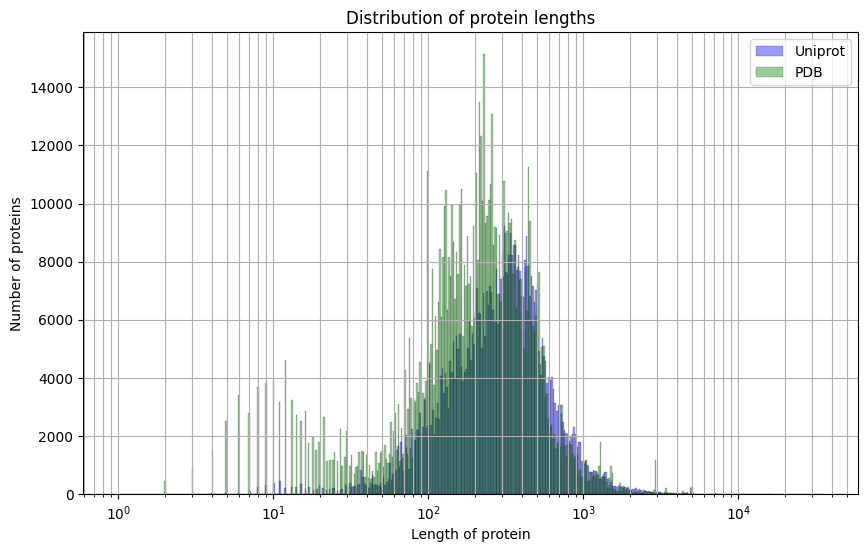 Distribution of protein lengths
Uniprot
PDB
14000
12000
10000
8000
6000
4000
2000
0
Number of proteins
10⁰ 10¹ 10² 10³ 10⁴
Length of protein